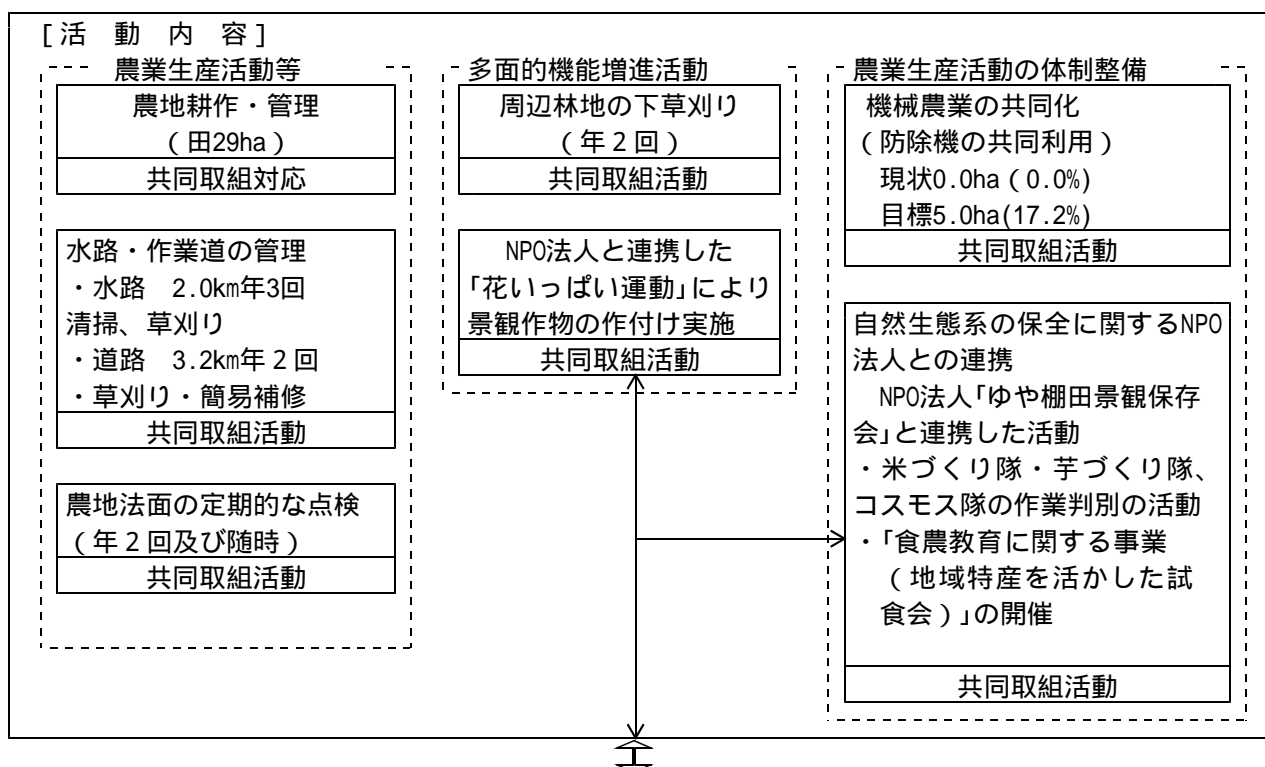 [活　動　内　容]
農業生産活動等
農地耕作・管理
（田29ha）
共同取組対応
水路・作業道の管理
・水路　2.0km年3回
清掃、草刈り
・道路　3.2km年２回
・草刈り・簡易補修
共同取組活動
農地法面の定期的な点検
（年２回及び随時）
共同取組活動
多面的機能増進活動
周辺林地の下草刈り
（年２回）
共同取組活動
NPO法人と連携した
「花いっぱい運動」により
景観作物の作付け実施
共同取組活動
農業生産活動の体制整備
機械農業の共同化
（防除機の共同利用）
現状0.0ha（0.0%)
目標5.0ha(17.2%)
共同取組活動
自然生態系の保全に関するNPO
法人との連携
NPO法人「ゆや棚田景観保存
会」と連携した活動
・米づくり隊・芋づくり隊、
コスモス隊の作業判別の活動
・「食農教育に関する事業
（地域特産を活かした試
食会）」の開催
共同取組活動